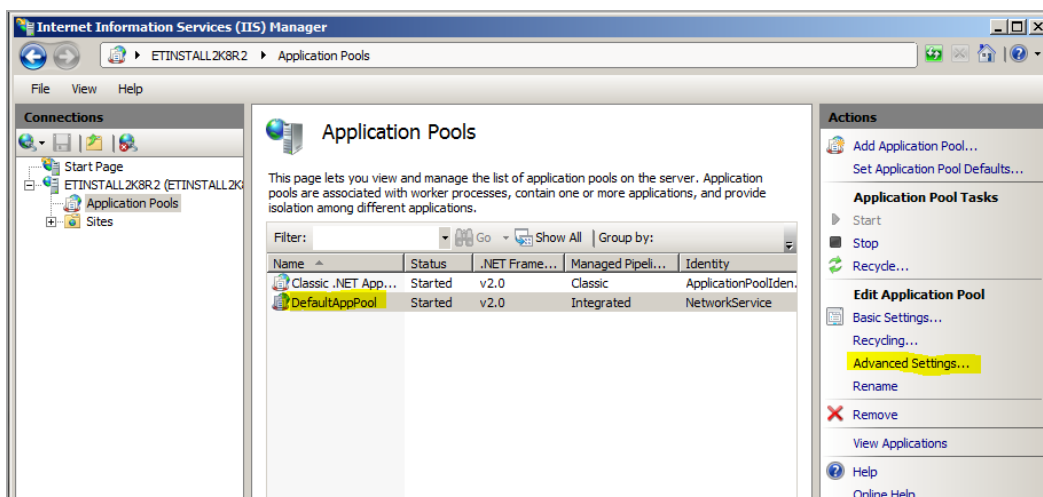 Internet Information Services (IIS) Manager
ETINSTALL2K8R2 Application Pools
File View Help
Connections
Start Page
ETINSTALL2K8R2 (ETINSTALL2K
Application Pools
Sites
Application Pools
This page lets you view and manage the list of application pools on the server. Application
pools are associated with worker processes, contain one or more applications, and provide
isolation among different applications.
Filter: Go Show All Group by:
Name Status .NET Frame... Managed Pipeli... Identity
Classic .NET App... Started v2.0 Classic ApplicationPoolIden.
DefaultAppPool Started v2.0 Integrated NetworkService
Actions
Add Application Pool...
Set Application Pool Defaults...
Application Pool Tasks
Start
Stop
Recycle...
Edit Application Pool
Basic Settings...
Recycling...
Advanced Settings...
Rename
Remove
View Applications
Help
Online Help